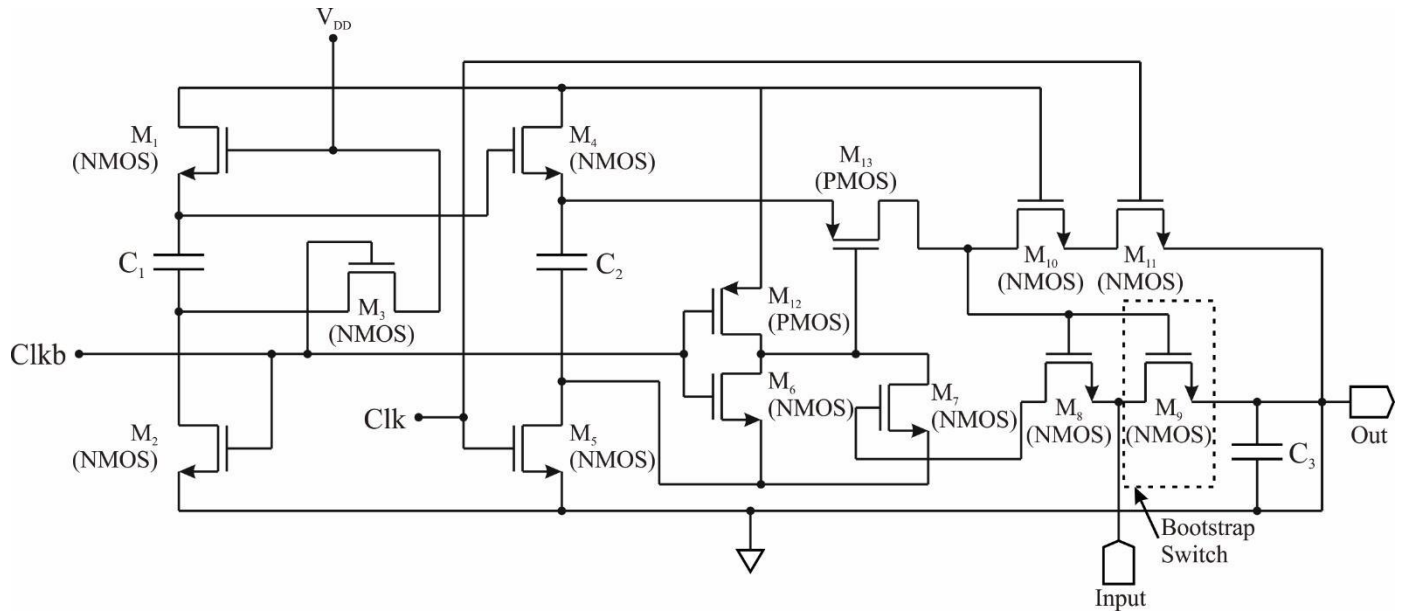 V_DD
M₁
(NMOS)
M₄
(NMOS)
M₁₃
(PMOS)
C₁
M₃
(NMOS)
C₂
M₁₂
(PMOS)
M₁₀
(NMOS)
M₁₁
(NMOS)
Clkb
Clk
M₂
(NMOS)
M₅
(NMOS)
M₆
(NMOS)
M₇
(NMOS)
M₈
(NMOS)
M₉
(NMOS)
C₃
Out
Bootstrap
Switch
Input